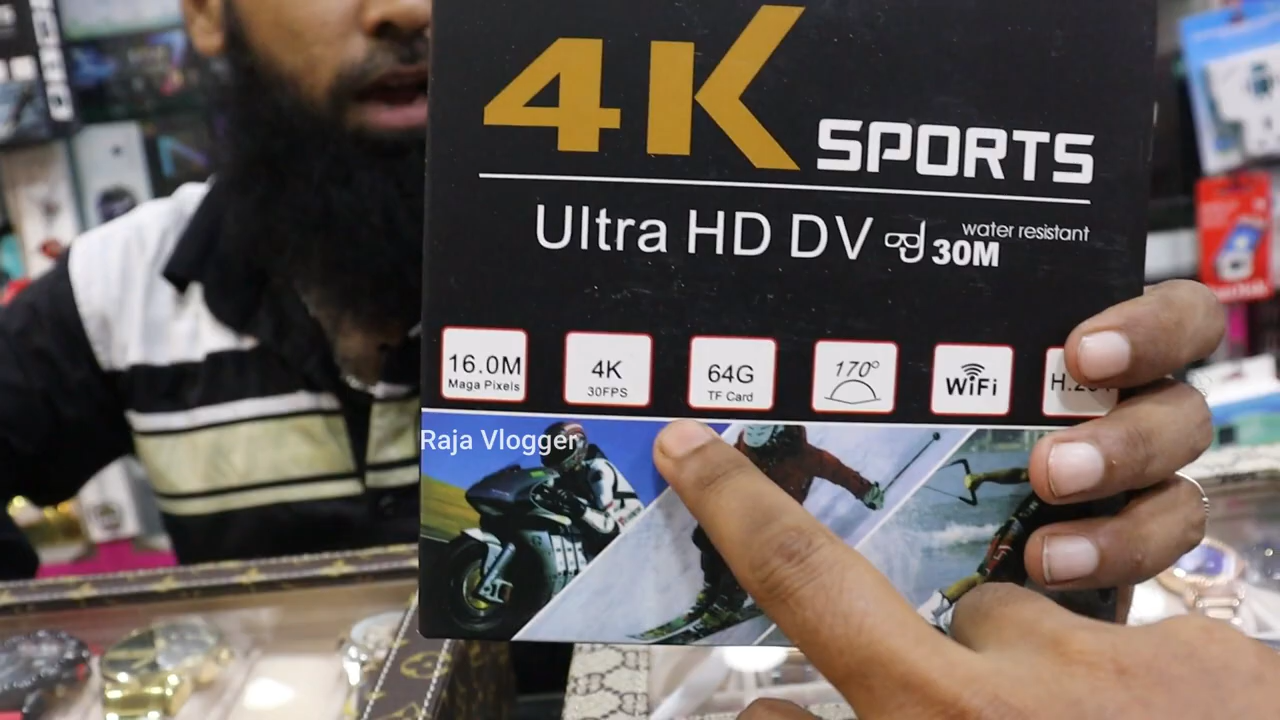 4K SPORTS
Ultra HD DV
water resistant
30M
16.0M
Maga Pixels
4K
30FPS
64G
TF Card
170°
WiFi
Raja Vlogger